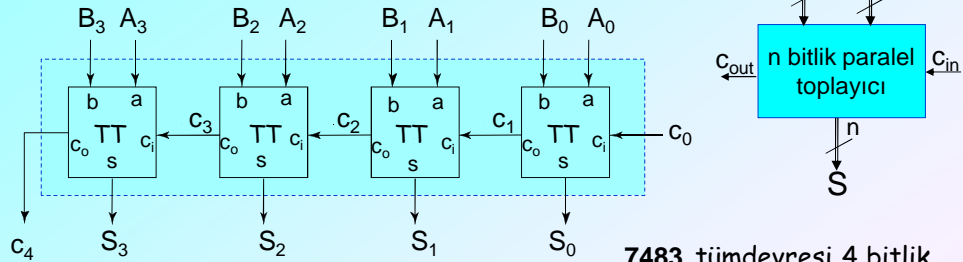 B₃ A₃ B₂ A₂ B₁ A₁ B₀ A₀
b a b a b a b a
c₃ c₂ c₁ c₀
TT TT TT TT
cₒ cᵢ cₒ cᵢ cₒ cᵢ cₒ cᵢ
s s s s
c₄ S₃ S₂ S₁ S₀
cout n bitlik paralel cin
toplayıcı
n
S
7483 tümdevresi 4 bitlik